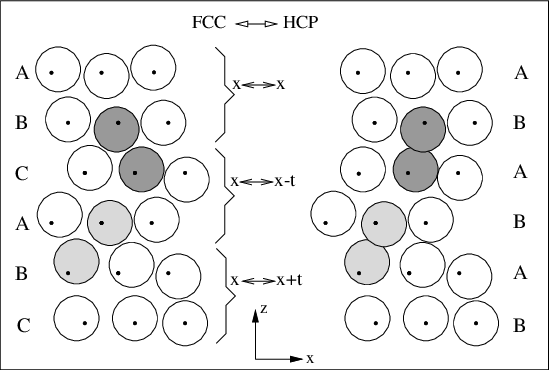 FCC ⇐⇒ HCP
A A
x⇐⇒x
B B
C A
x⇐⇒x-t
A B
B A
x⇐⇒x+t
z
C B
x